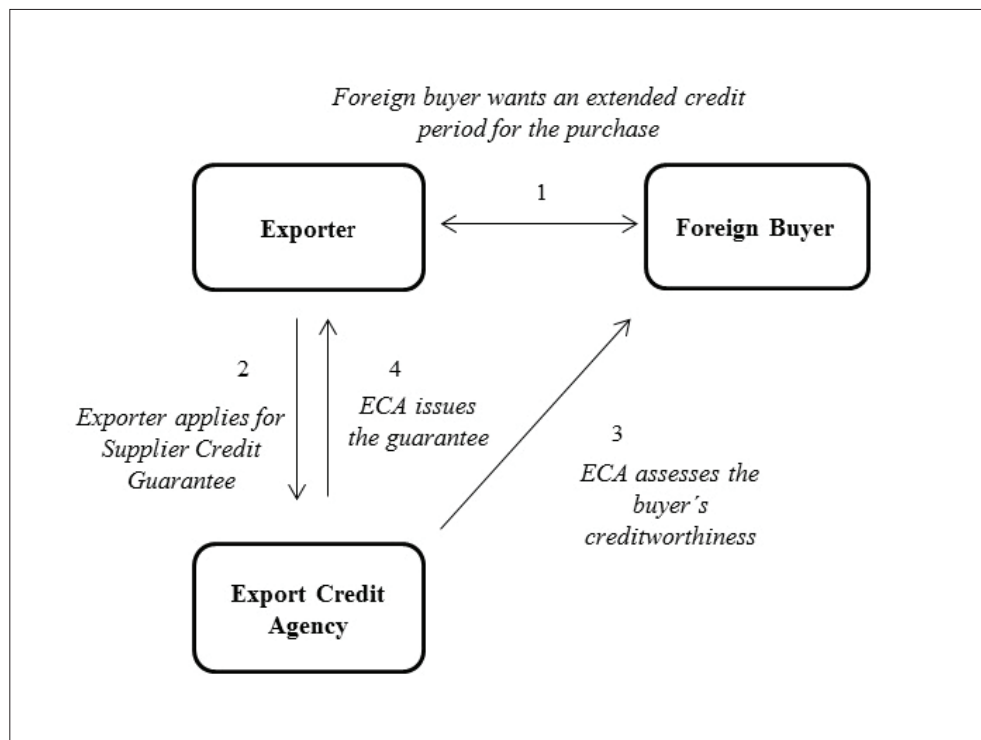 Foreign buyer wants an extended credit
period for the purchase
1
Exporter
Foreign Buyer
2
Exporter applies for
Supplier Credit
Guarantee
4
ECA issues
the guarantee
3
ECA assesses the
buyer´s
creditworthiness
Export Credit
Agency